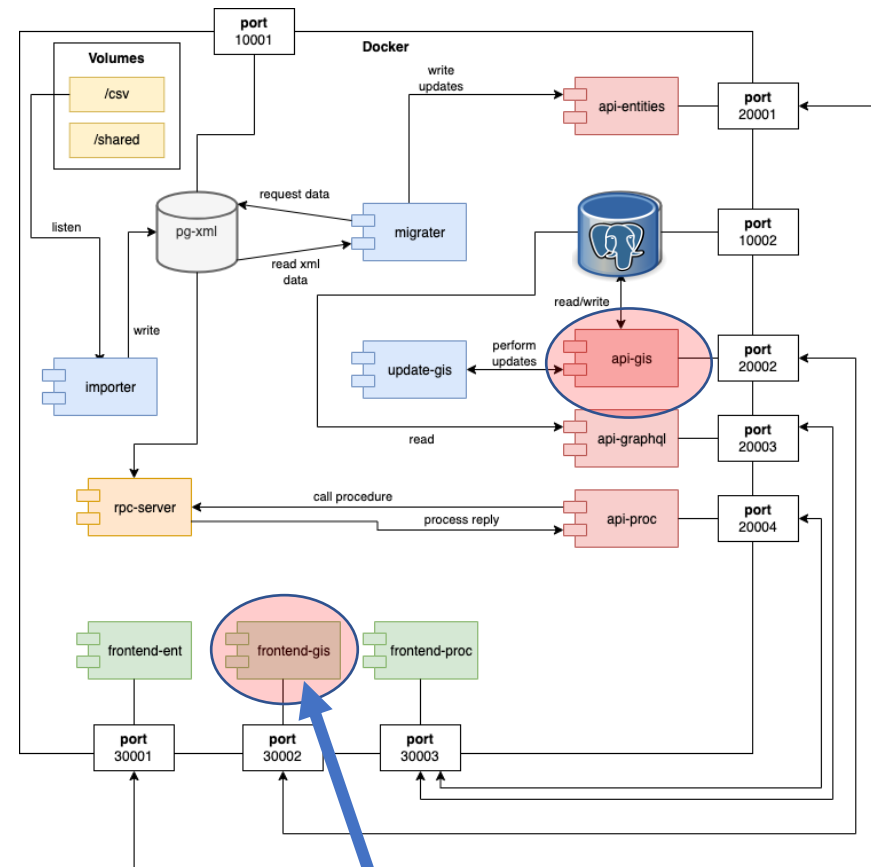 port
10001
Docker
Volumes
/csv
/shared
write
updates
api-entities
port
20001
request data
pg-xml
migrater
port
10002
listen
read xml
data
read/write
write
perform
updates
api-gis
port
20002
importer
update-gis
read
api-graphql
port
20003
call procedure
rpc-server
process reply
api-proc
port
20004
frontend-ent
frontend-gis
frontend-proc
port
30001
port
30002
port
30003